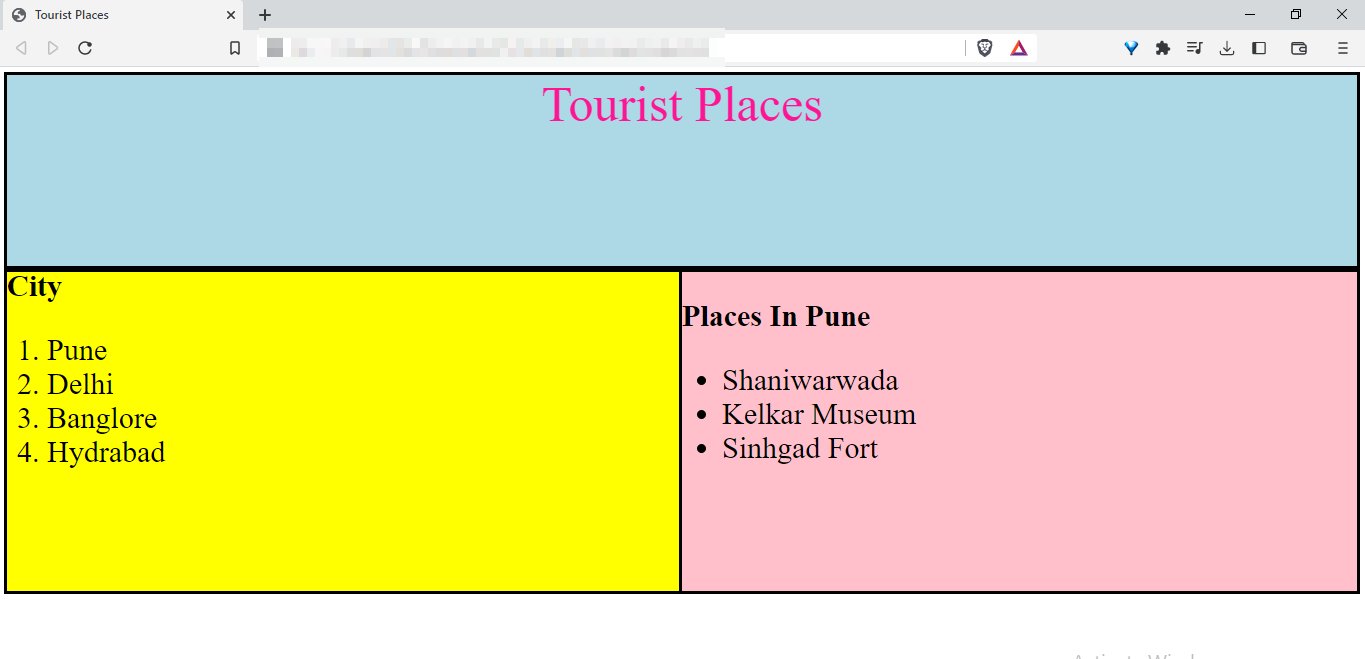 Tourist Places
Tourist Places
City
1. Pune
2. Delhi
3. Banglore
4. Hydrabad
Places In Pune
• Shaniwarwada
• Kelkar Museum
• Sinhgad Fort